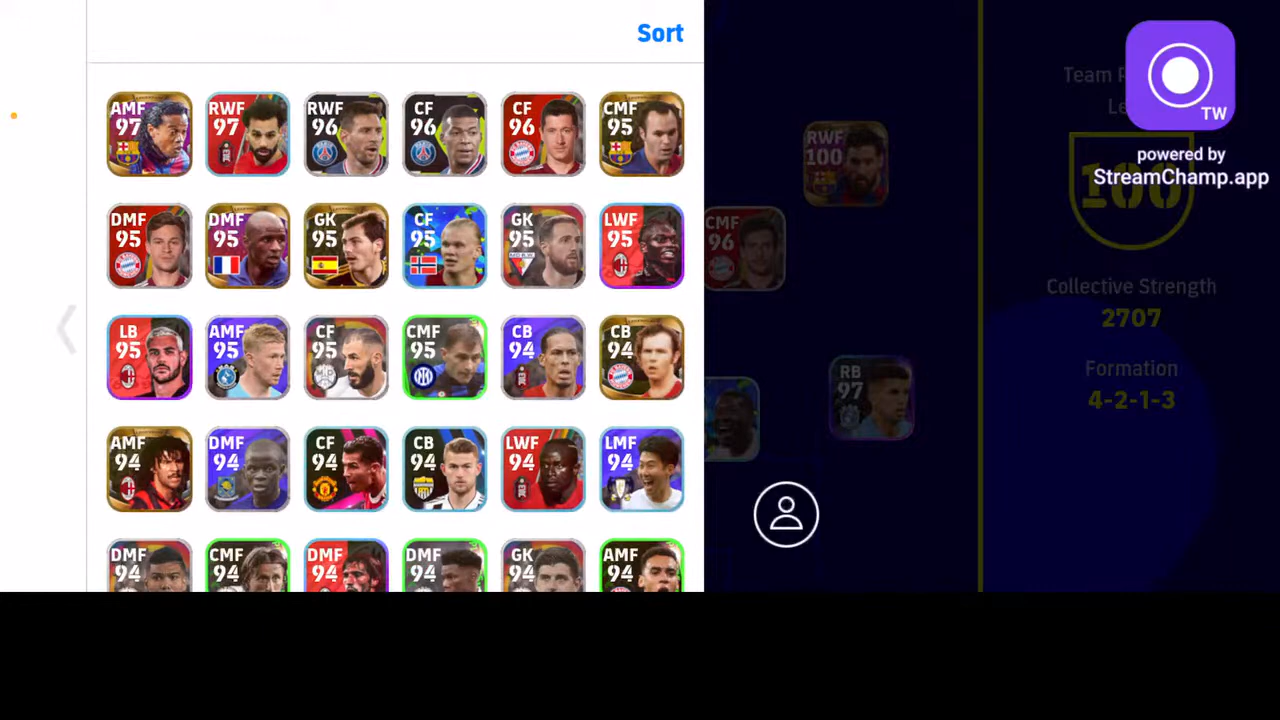 Sort
AMF 97
RWF 97
RWF 96
CF 96
CF 96
CMF 95
DMF 95
DMF 95
GK 95
CF 95
GK 95
LWF 95
LB 95
AMF 95
CF 95
CMF 95
CB 94
CB 94
AMF 94
DMF 94
CF 94
CB 94
LWF 94
LMF 94
DMF 94
CMF 94
DMF 94
DMF 94
GK 94
AMF 94
RWF 100
CMF 96
RB 97
Team
Le
100
Collective Strength
2707
Formation
4-2-1-3
TW
powered by
StreamChamp.app